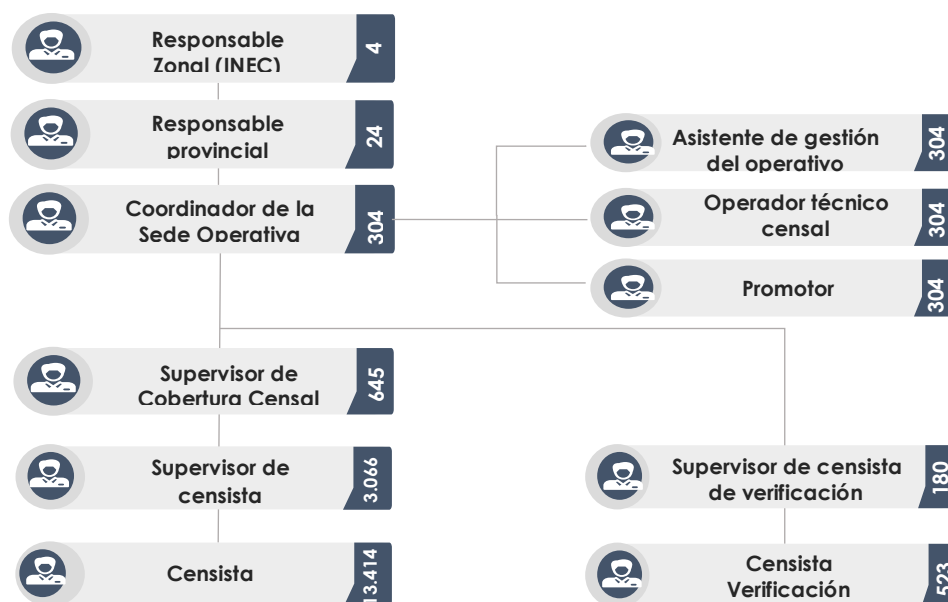 Responsable
Zonal (INEC)
4
Responsable
provincial
24
Coordinador de la
Sede Operativa
304
Asistente de gestión
del operativo
304
Operador técnico
censal
304
Promotor
304
Supervisor de
Cobertura Censal
645
Supervisor de
censista
3.066
Supervisor de censista
de verificación
180
Censista
13.414
Censista
Verificación
523